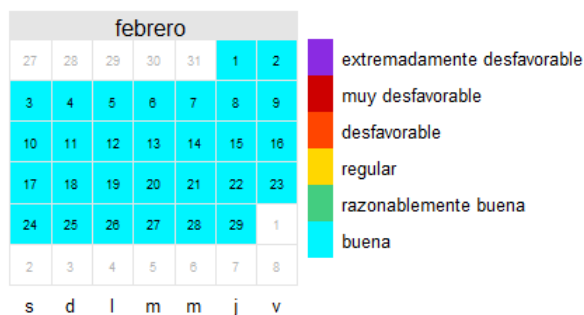 febrero
27 28 29 30 31 1 2
3 4 5 6 7 8 9
10 11 12 13 14 15 16
17 18 19 20 21 22 23
24 25 26 27 28 29 1
2 3 4 5 6 7 8
s d l m m j v
extremadamente desfavorable
muy desfavorable
desfavorable
regular
razonablemente buena
buena